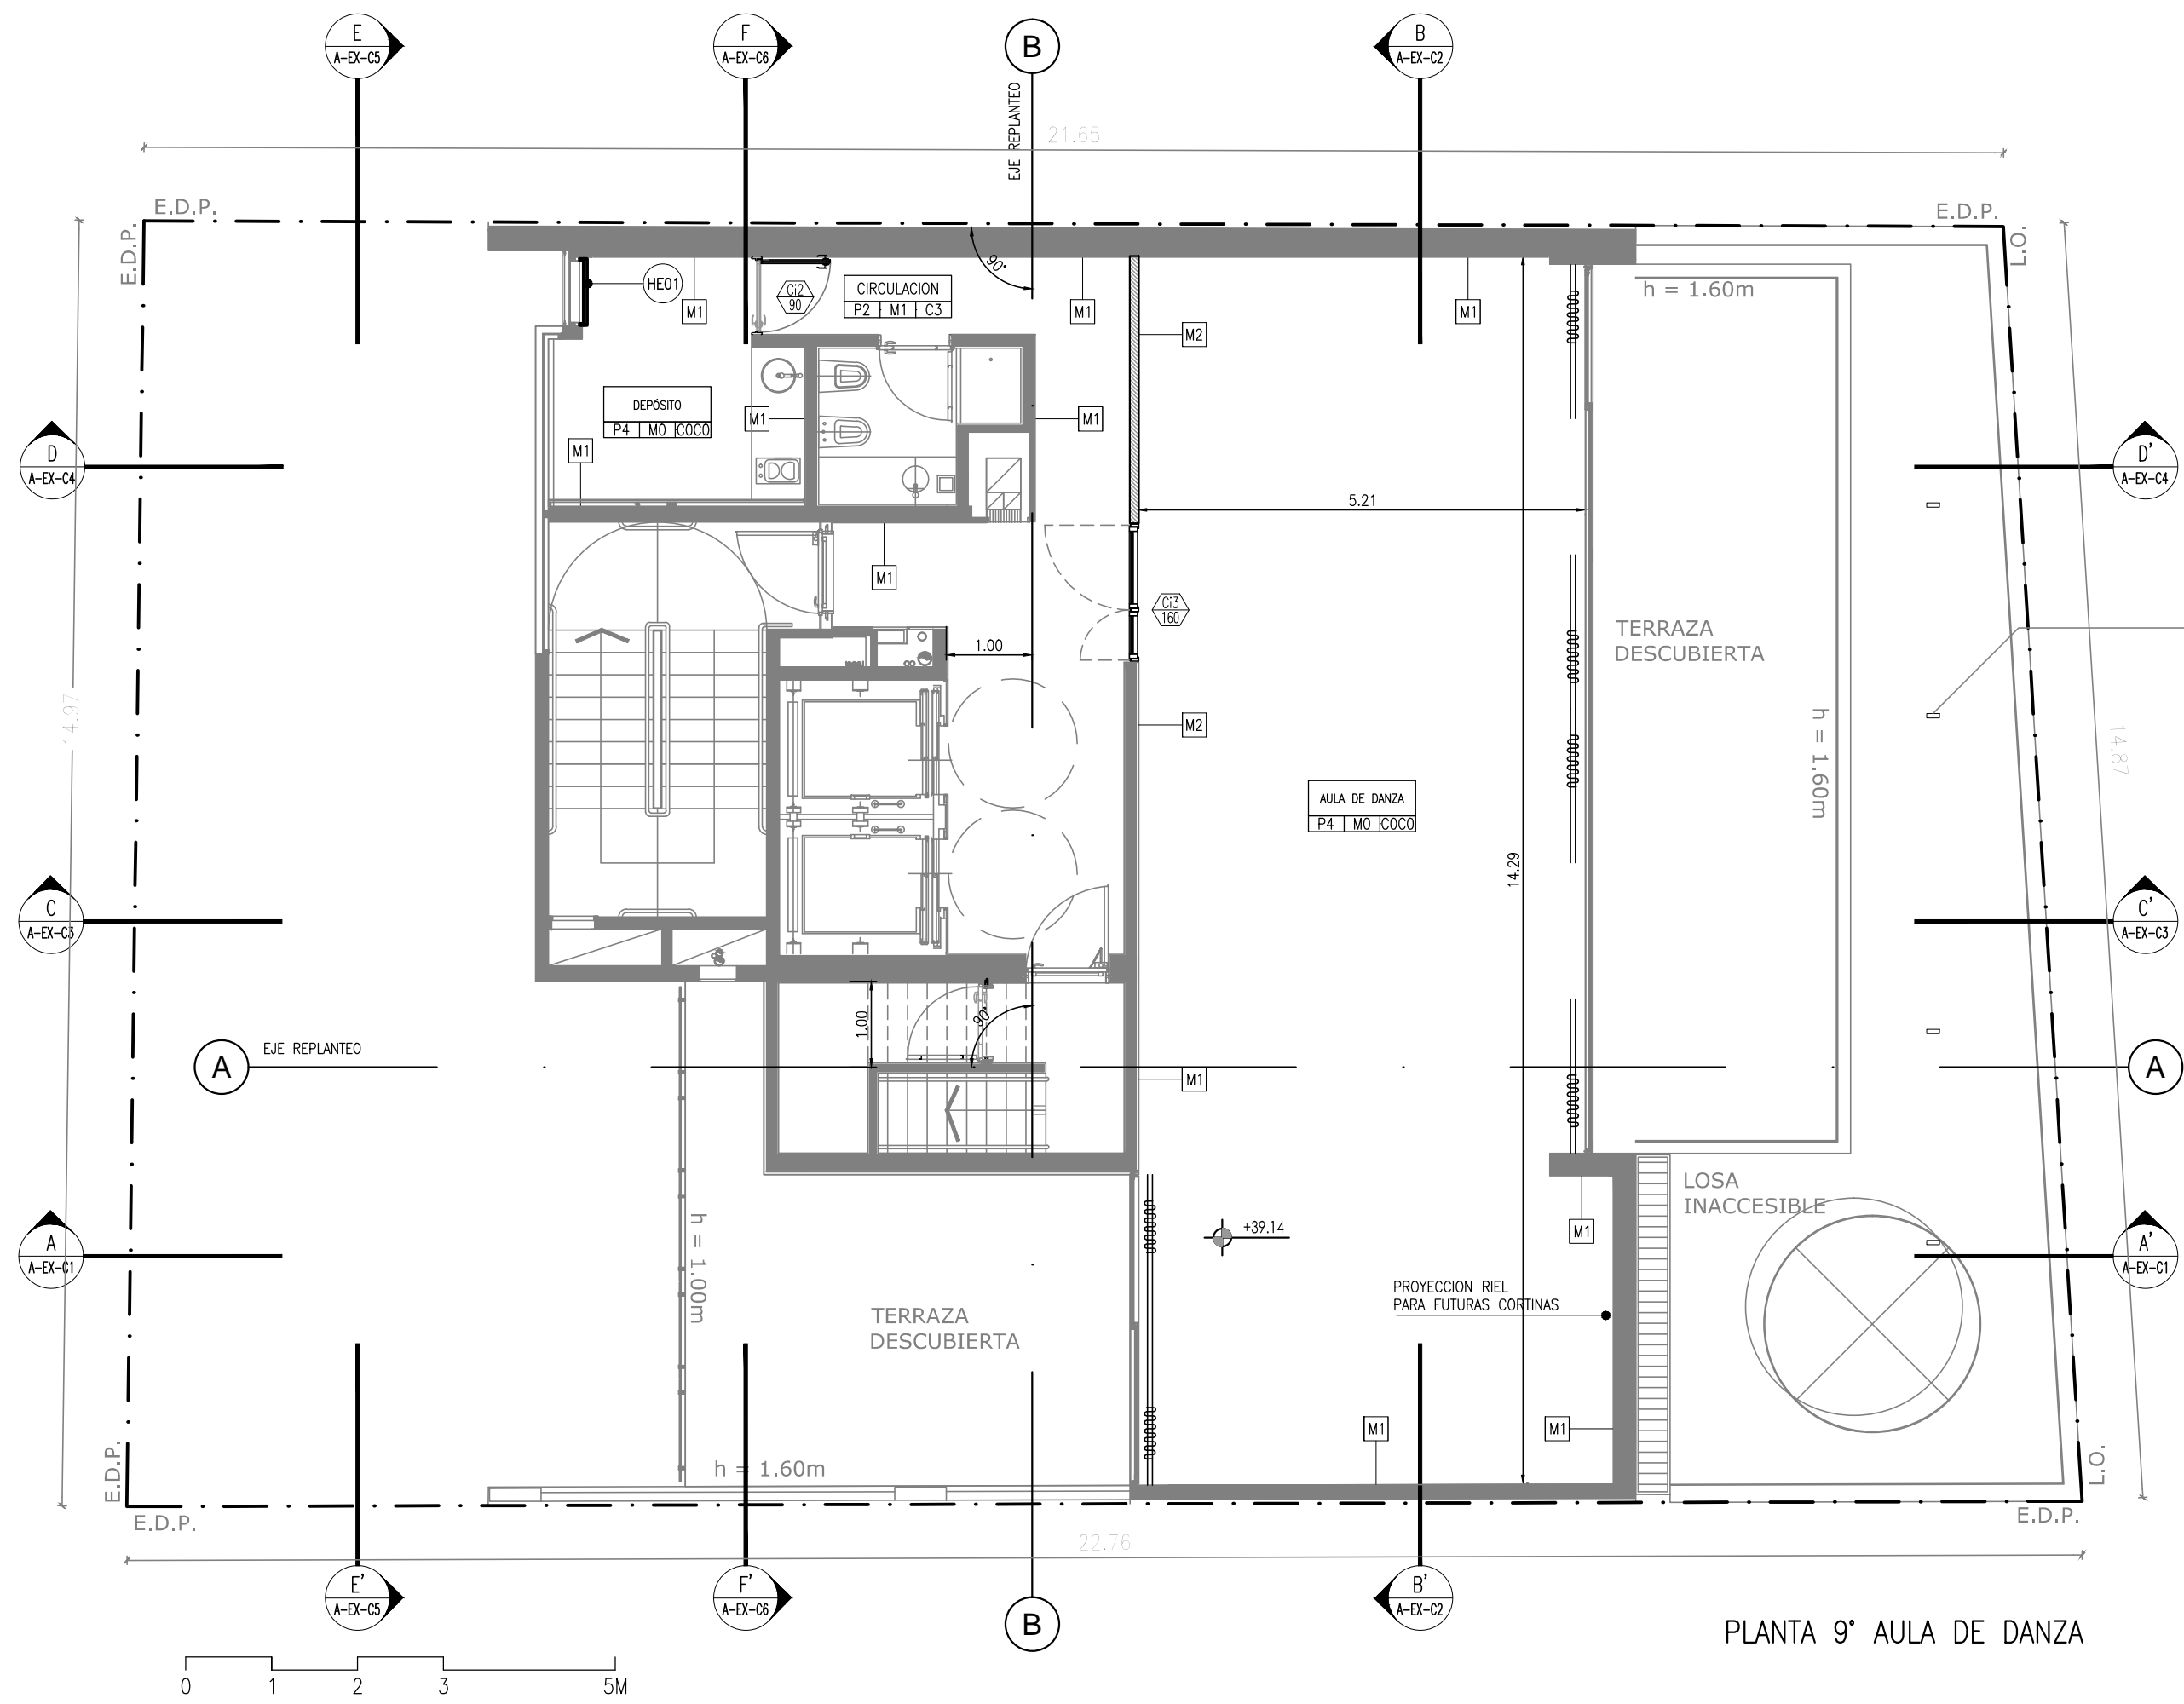 E
A-EX-C5
F
A-EX-C6
B
B
A-EX-C2
EJE REPLANTEO
21.65
E.D.P.
E.D.P.
E.D.P.
L.O.
HE01
Ci2
90
CIRCULACION
P2 M1 C3
90°
h = 1.60m
M1
M1
M1
M2
DEPÓSITO
P4 M0 COCO
M1
M1
M1
D
A-EX-C4
D'
A-EX-C4
5.21
M1
Ci3
160
TERRAZA
DESCUBIERTA
1.00
14.97
M2
h = 1.60m
14.87
AULA DE DANZA
P4 M0 COCO
14.29
C
A-EX-C3
C'
A-EX-C3
1.00
90°
A
EJE REPLANTEO
M1
A
LOSA
INACCESIBLE
A
A-EX-C1
h = 1.00m
+39.14
M1
A'
A-EX-C1
PROYECCION RIEL
PARA FUTURAS CORTINAS
TERRAZA
DESCUBIERTA
M1
M1
h = 1.60m
E.D.P.
L.O.
E.D.P.
E.D.P.
22.76
E'
A-EX-C5
F'
A-EX-C6
B
B'
A-EX-C2
PLANTA 9° AULA DE DANZA
0 1 2 3 5M